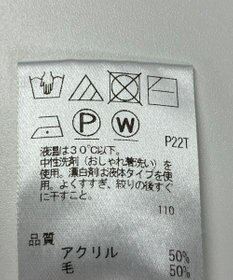 P W
P22T
液温は30℃以下。
中性洗剤(おしゃれ着洗い)を
使用。漂白剤は液体タイプを使
用。よくすすぎ、絞りの後すぐ
に干すこと。
110
品質
アクリル 50%
毛 50%